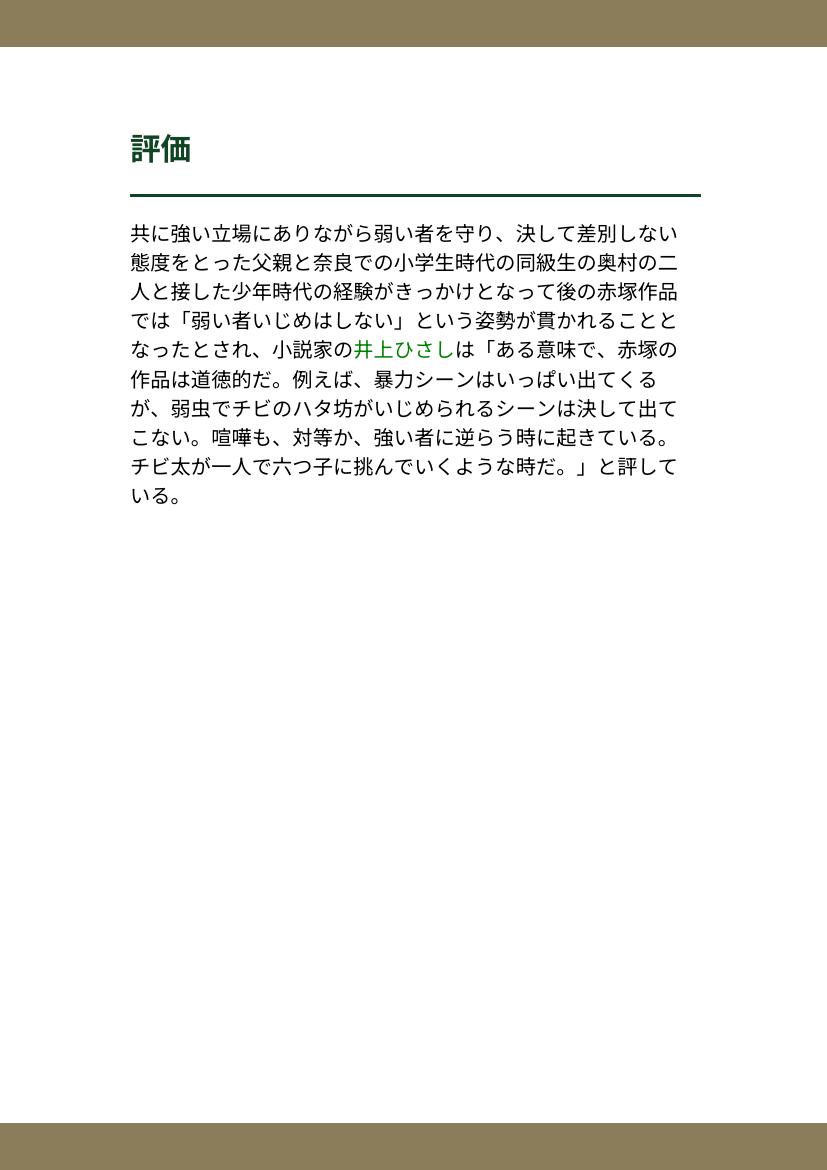 評価
共に強い立場にありながら弱い者を守り、決して差別しない
態度をとった父親と奈良での小学生時代の同級生の奥村の二
人と接した少年時代の経験がきっかけとなって後の赤塚作品
では「弱い者いじめはしない」という姿勢が貫かれることと
なったとされ、小説家の井上ひさしは「ある意味で、赤塚の
作品は道徳的だ。例えば、暴力シーンはいっぱい出てくる
が、弱虫でチビのハタ坊がいじめられるシーンは決して出て
こない。喧嘩も、対等か、強い者に逆らう時に起きている。
チビ太が一人で六つ子に挑んでいくような時だ。」と評して
いる。